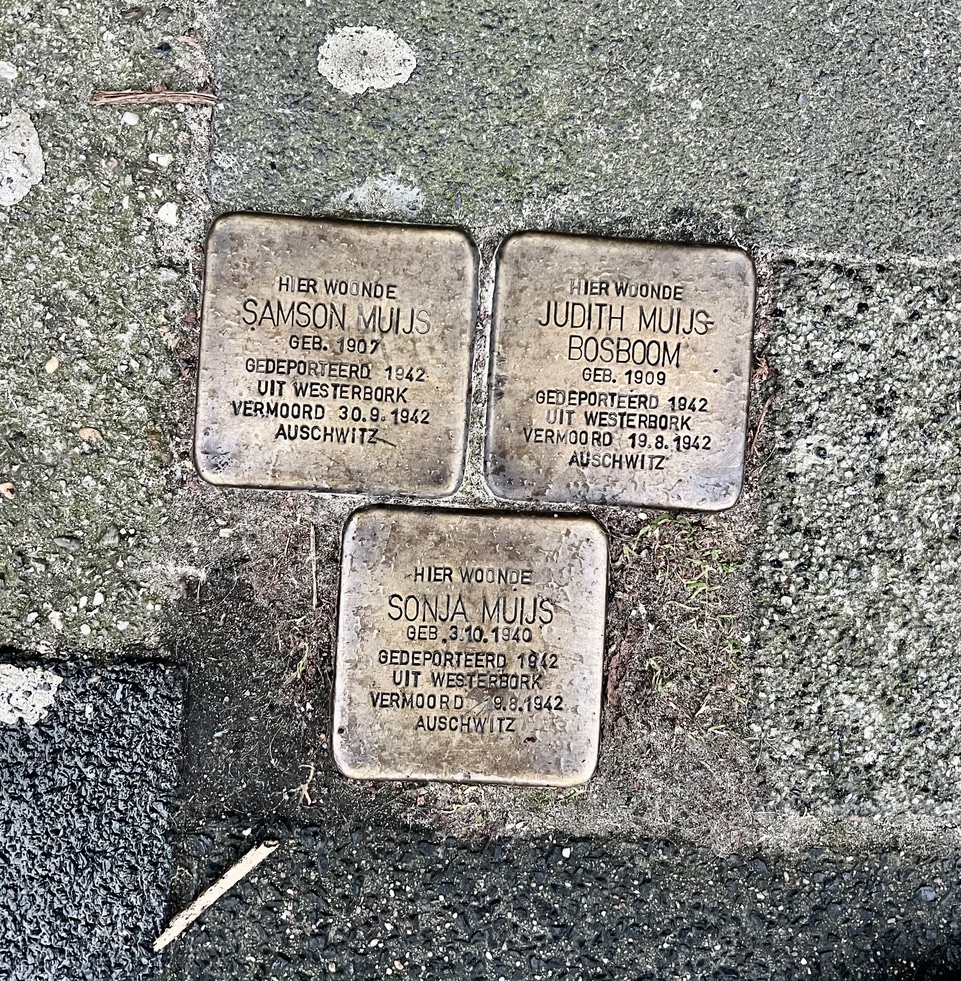 HIER WOONDE
SAMSON MUIJS
GEB. 1907
GEDEPORTEERD 1942
UIT WESTERBORK
VERMOORD 30.9.1942
AUSCHWITZ
HIER WOONDE
JUDITH MUIJS-
BOSBOOM
GEB. 1909
GEDEPORTEERD 1942
UIT WESTERBORK
VERMOORD 19.8.1942
AUSCHWITZ
HIER WOONDE
SONJA MUIJS
GEB. 3.10.1940
GEDEPORTEERD 1942
UIT WESTERBORK
VERMOORD 19.8.1942
AUSCHWITZ